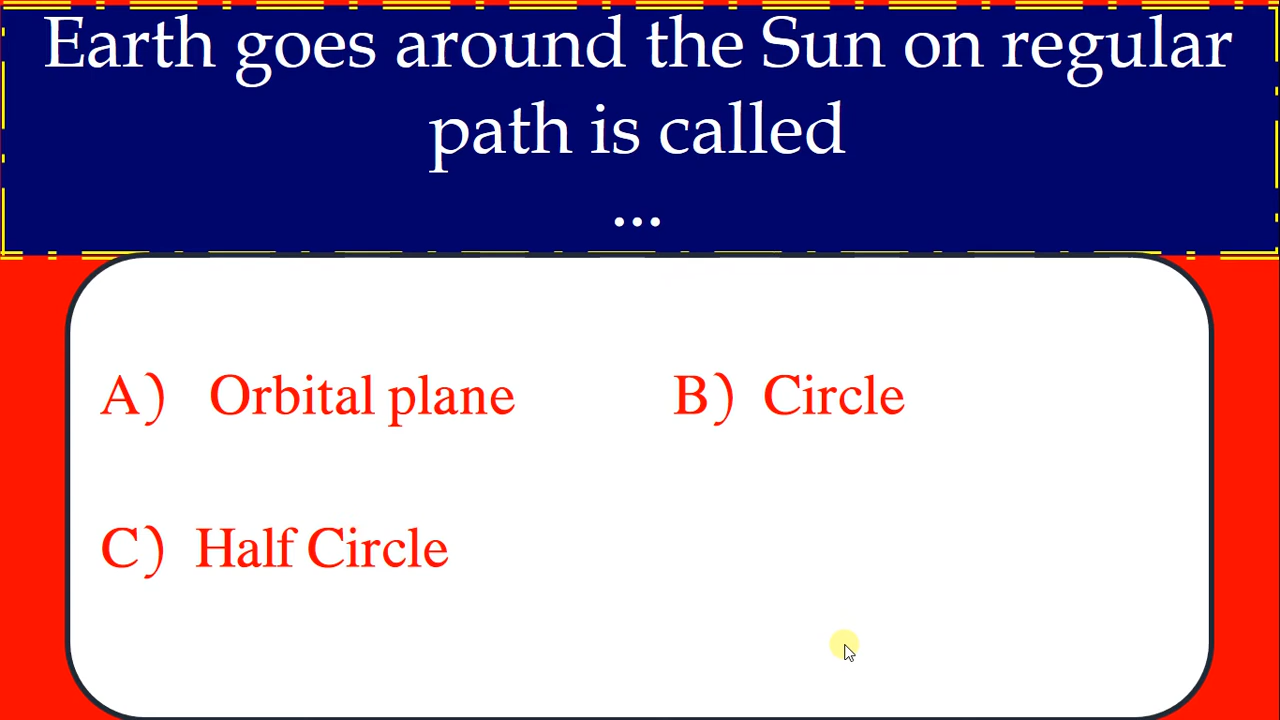 Earth goes around the Sun on regular
path is called
...
A) Orbital plane B) Circle
C) Half Circle